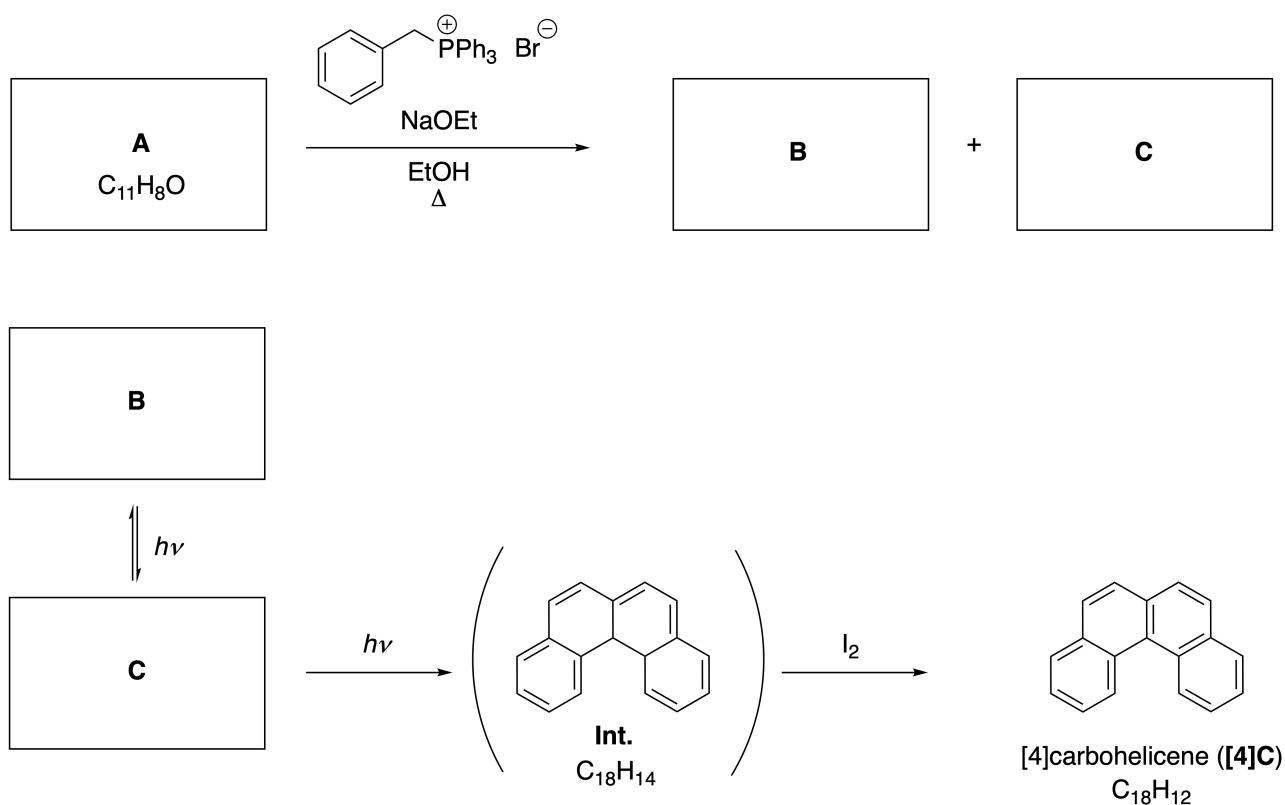 ⊕
PPh₃ Br⊖
NaOEt
EtOH
Δ
A
C₁₁H₈O
B
+
C
B
hν
C
hν
Int.
C₁₈H₁₄
I₂
[4]carbohelicene ([4]C)
C₁₈H₁₂